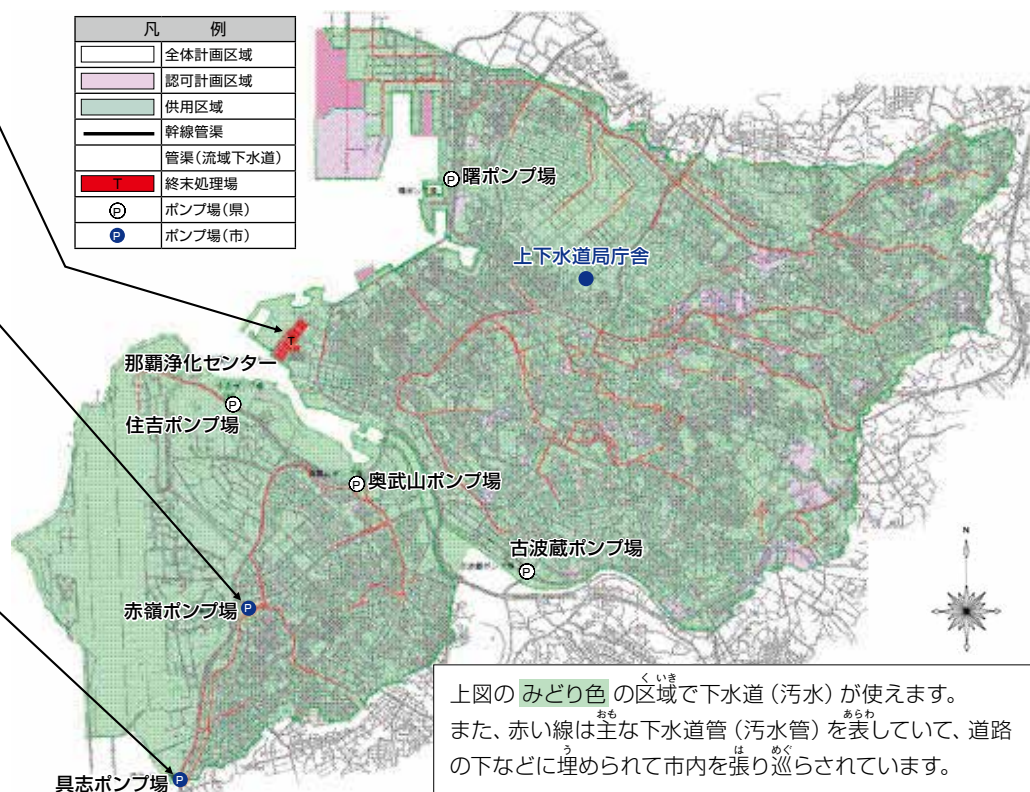 凡 例
全体計画区域
認可計画区域
供用区域
幹線管渠
管渠(流域下水道)
T 終末処理場
P ポンプ場(県)
P ポンプ場(市)
P 曙ポンプ場
上下水道局庁舎
T
那覇浄化センター
P
住吉ポンプ場
P 奥武山ポンプ場
古波蔵ポンプ場
P
赤嶺ポンプ場 P
具志ポンプ場 P
N
上図の みどり色 の区域で下水道(汚水)が使えます。
また、赤い線は主な下水道管(汚水管)を表していて、道路
の下などに埋められて市内を張り巡らされています。